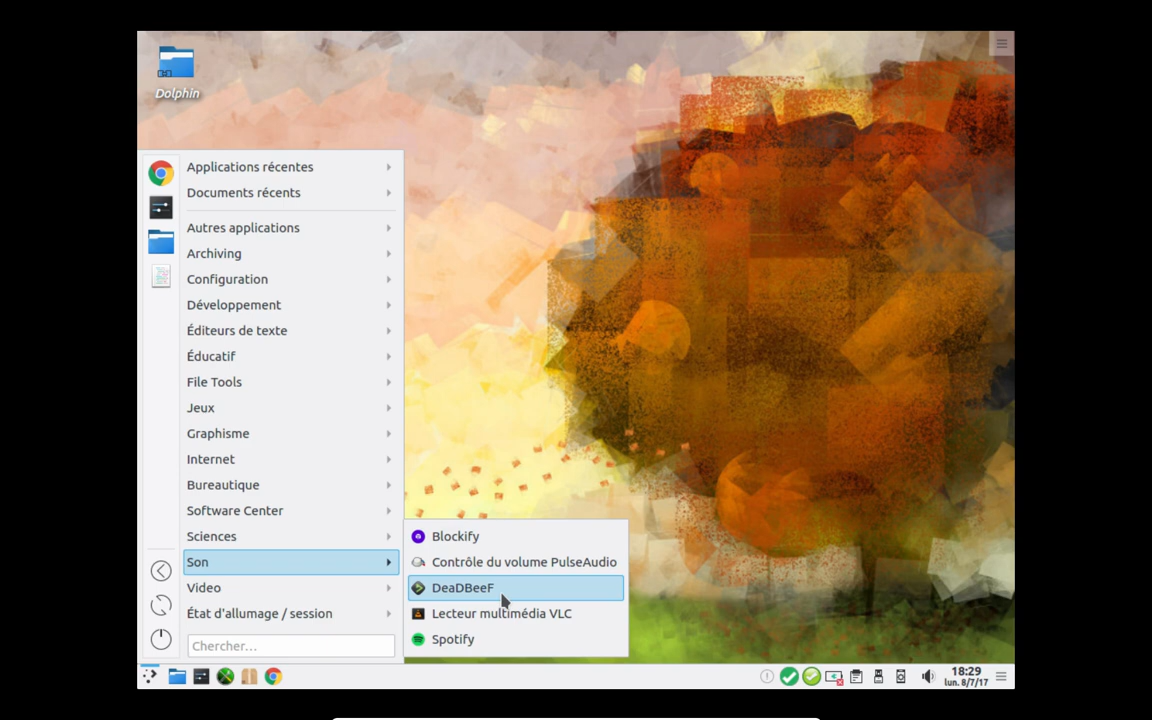 Dolphin
Applications récentes
Documents récents
Autres applications
Archiving
Configuration
Développement
Éditeurs de texte
Éducatif
File Tools
Jeux
Graphisme
Internet
Bureautique
Software Center
Sciences
Son
Video
État d'allumage / session
Chercher...
Blockify
Contrôle du volume PulseAudio
DeaDBeeF
Lecteur multimédia VLC
Spotify
18:29
lun. 8/7/17